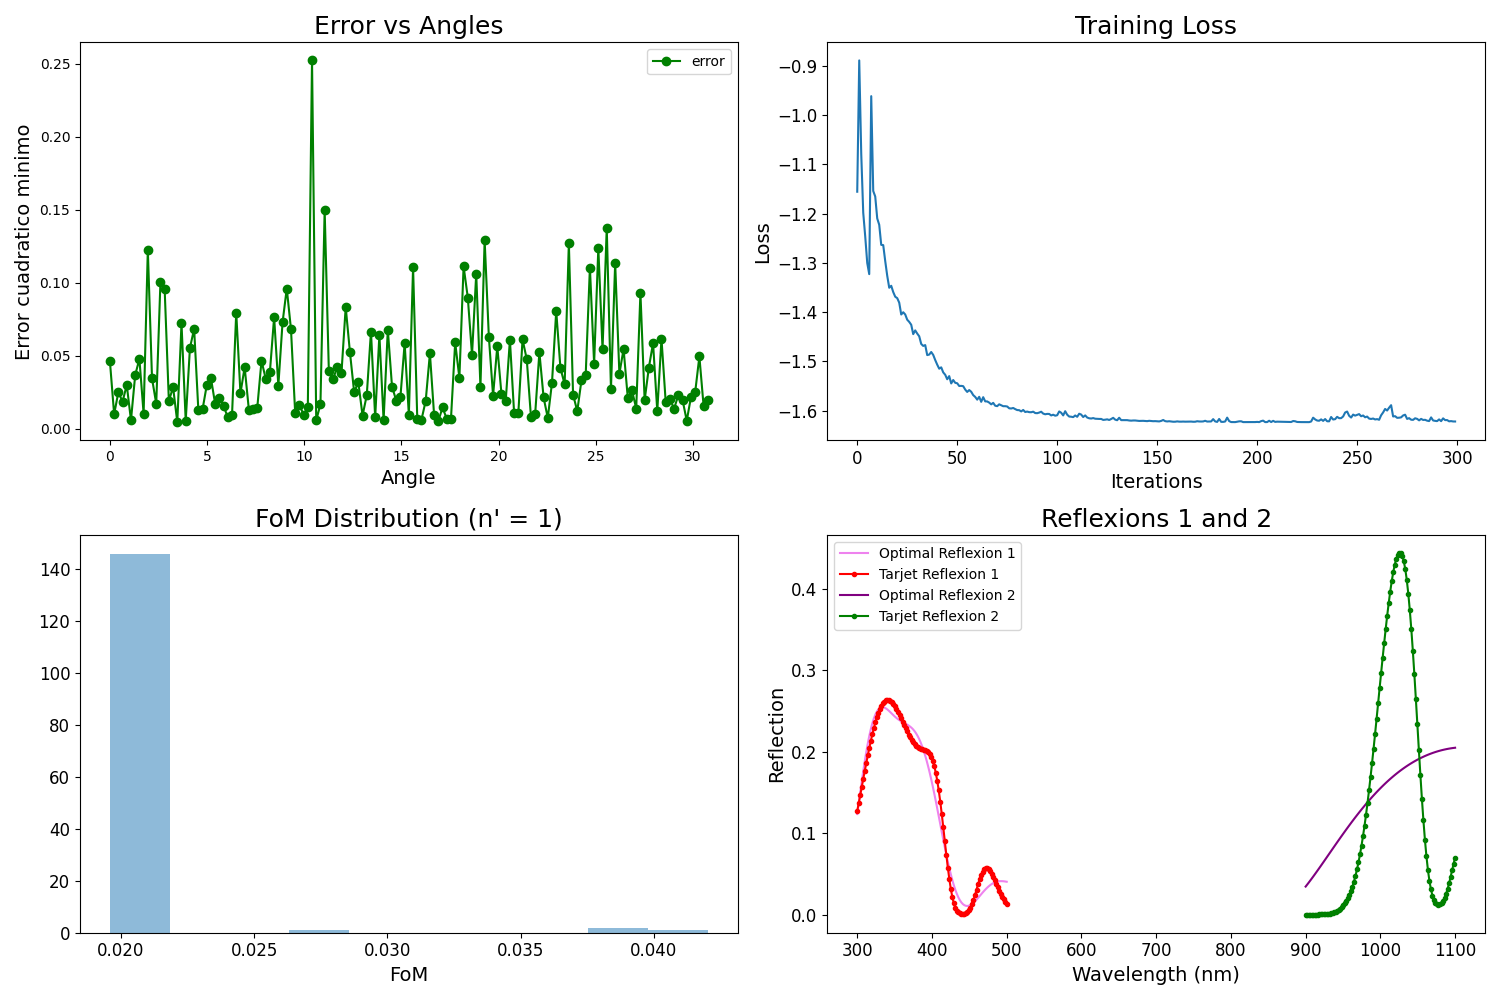 Error vs Angles
Error cuadratico minimo
0.25
0.20
0.15
0.10
0.05
0.00
error
0 5 10 15 20 25 30
Angle
Training Loss
Loss
−0.9
−1.0
−1.1
−1.2
−1.3
−1.4
−1.5
−1.6
0 50 100 150 200 250 300
Iterations
FoM Distribution (n' = 1)
140
120
100
80
60
40
20
0
0.020 0.025 0.030 0.035 0.040
FoM
Reflexions 1 and 2
Reflection
0.4
0.3
0.2
0.1
0.0
Optimal Reflexion 1
Tarjet Reflexion 1
Optimal Reflexion 2
Tarjet Reflexion 2
300 400 500 600 700 800 900 1000 1100
Wavelength (nm)